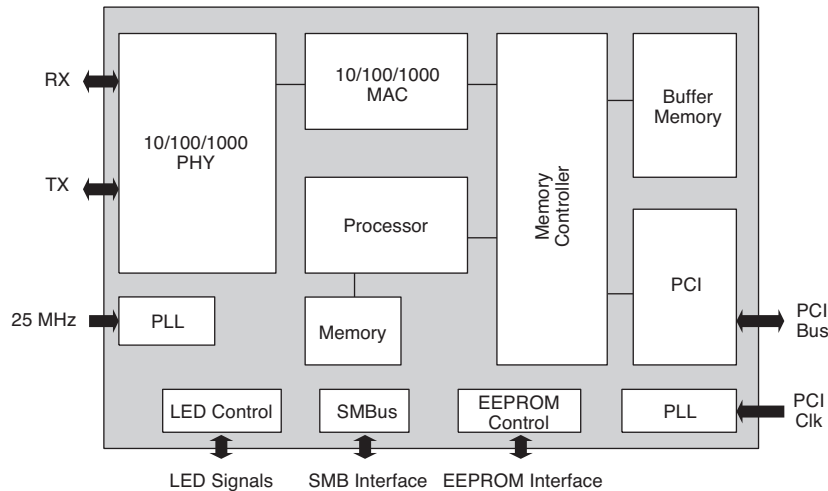 RX
TX
25 MHz
10/100/1000
PHY
10/100/1000
MAC
Processor
Memory
Memory
Controller
Buffer
Memory
PCI
PCI
Bus
PLL
LED Control
SMBus
EEPROM
Control
PLL
PCI
Clk
LED Signals
SMB Interface
EEPROM Interface